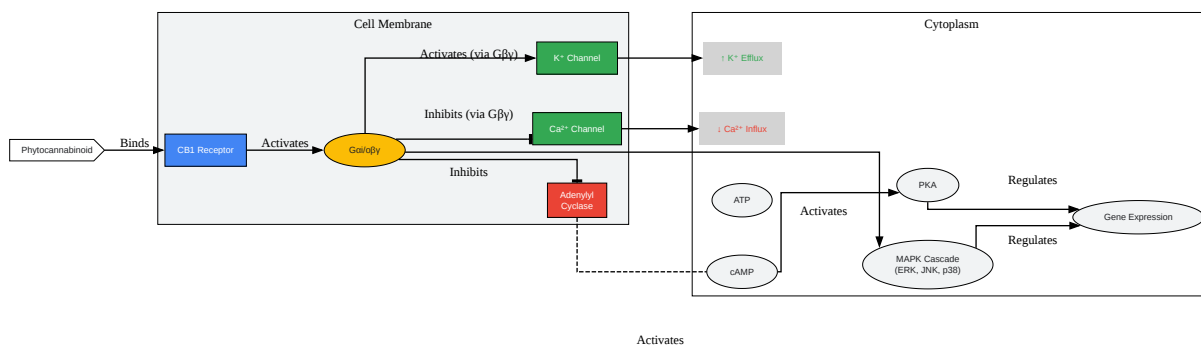 Cell Membrane
Cytoplasm
Activates (via Gβγ)
K⁺ Channel
↑ K⁺ Efflux
Inhibits (via Gβγ)
Ca²⁺ Channel
↓ Ca²⁺ Influx
Phytocannabinoid
Binds
CB1 Receptor
Activates
Gαi/oβγ
Inhibits
Adenylyl
Cyclase
ATP
Activates
PKA
Regulates
Gene Expression
Regulates
cAMP
MAPK Cascade
(ERK, JNK, p38)
Activates